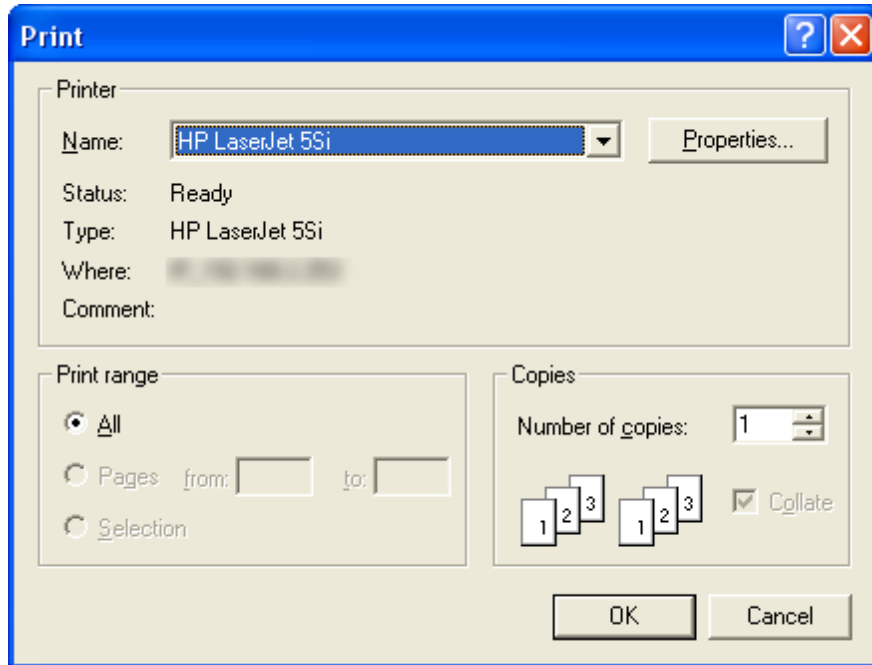 Print
Printer
Name: HP LaserJet 5Si Properties...
Status: Ready
Type: HP LaserJet 5Si
Where:
Comment:
Print range
All
Pages from: to:
Selection
Copies
Number of copies: 1
1 2 3 1 2 3
Collate
OK Cancel